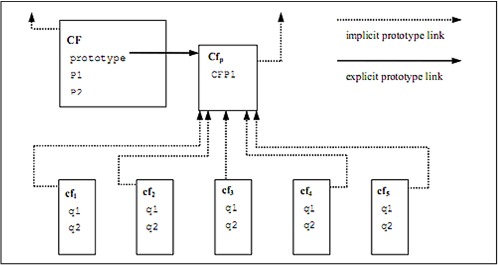 CF
prototype
P1
P2
Cfp
CFP1
implicit prototype link
explicit prototype link
cf1
q1
q2
cf2
q1
q2
cf3
q1
q2
cf4
q1
q2
cf5
q1
q2